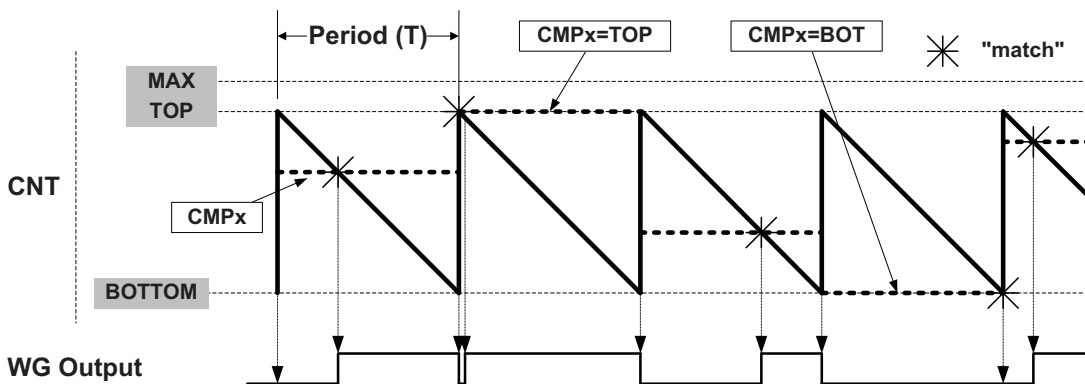 Period (T)
CMPx=TOP
CMPx=BOT
"match"
MAX
TOP
CNT
CMPx
BOTTOM
WG Output